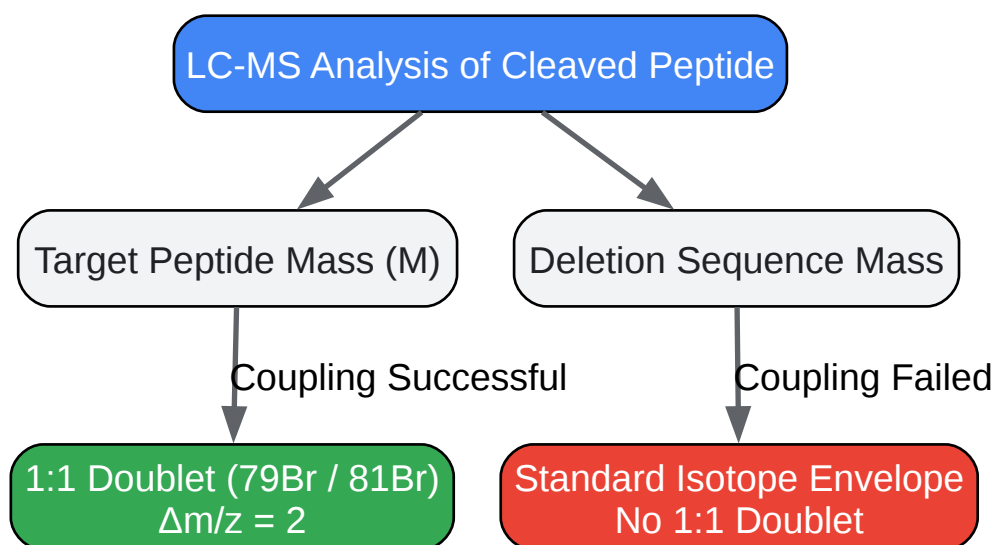 LC-MS Analysis of Cleaved Peptide
Target Peptide Mass (M)
Deletion Sequence Mass
Coupling Successful
Coupling Failed
1:1 Doublet (79Br / 81Br)
Δm/z = 2
Standard Isotope Envelope
No 1:1 Doublet